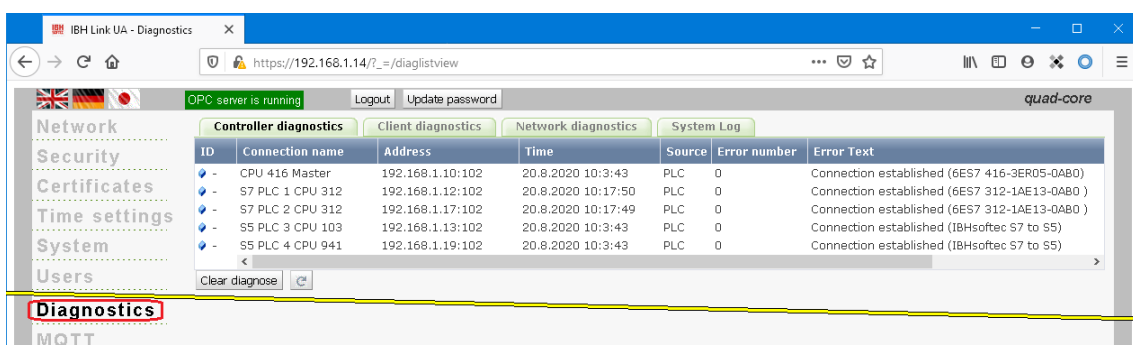 IBH Link UA - Diagnostics
https://192.168.1.14/?_=/diaglistview
OPC server is running Logout Update password quad-core
Network
Security
Certificates
Time settings
System
Users
Diagnostics
MQTT
Controller diagnostics Client diagnostics Network diagnostics System Log
ID Connection name Address Time Source Error number Error Text
- CPU 416 Master 192.168.1.10:102 20.8.2020 10:3:43 PLC 0 Connection established (6ES7 416-3ER05-0AB0)
- S7 PLC 1 CPU 312 192.168.1.12:102 20.8.2020 10:17:50 PLC 0 Connection established (6ES7 312-1AE13-0AB0 )
- S7 PLC 2 CPU 312 192.168.1.17:102 20.8.2020 10:17:49 PLC 0 Connection established (6ES7 312-1AE13-0AB0 )
- S5 PLC 3 CPU 103 192.168.1.13:102 20.8.2020 10:3:43 PLC 0 Connection established (IBHsoftec S7 to S5)
- S5 PLC 4 CPU 941 192.168.1.19:102 20.8.2020 10:3:43 PLC 0 Connection established (IBHsoftec S7 to S5)
Clear diagnose